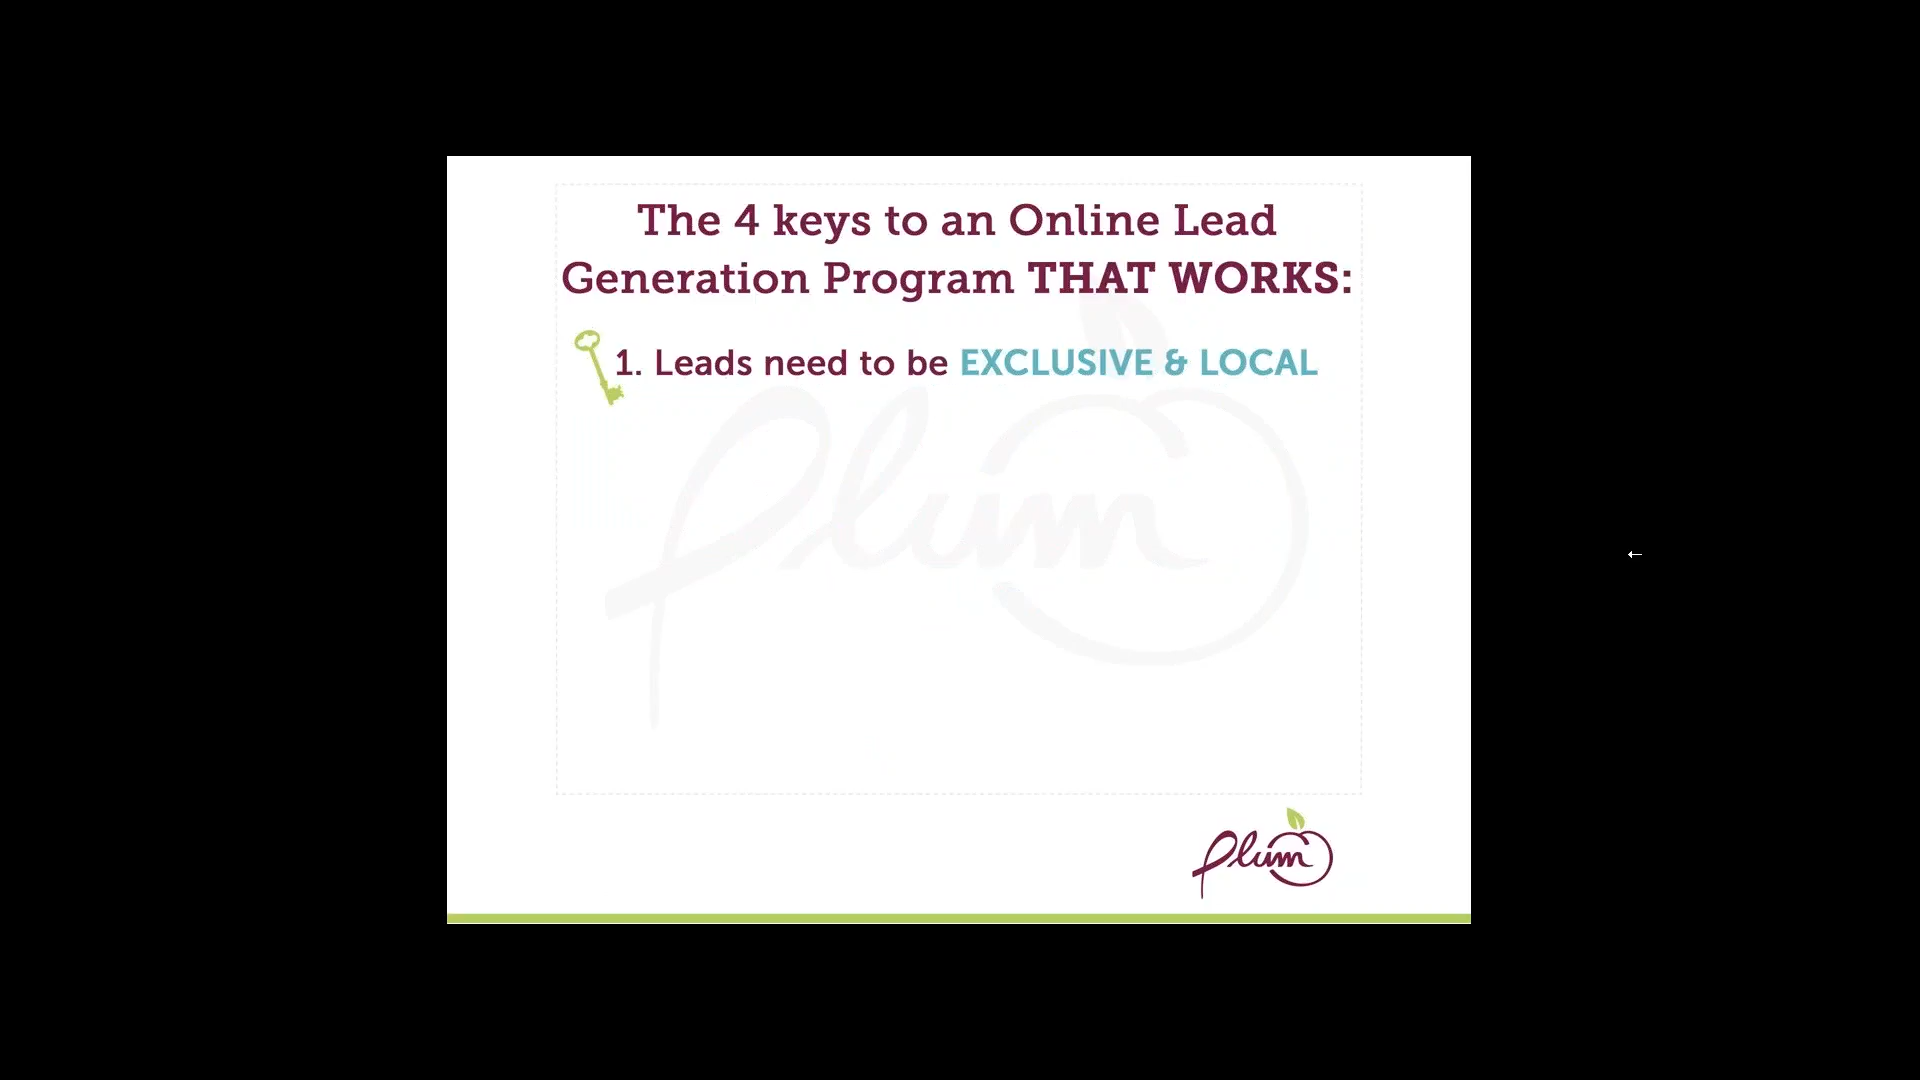 The 4 keys to an Online Lead
Generation Program THAT WORKS:
1. Leads need to be EXCLUSIVE & LOCAL
Plum
Plum